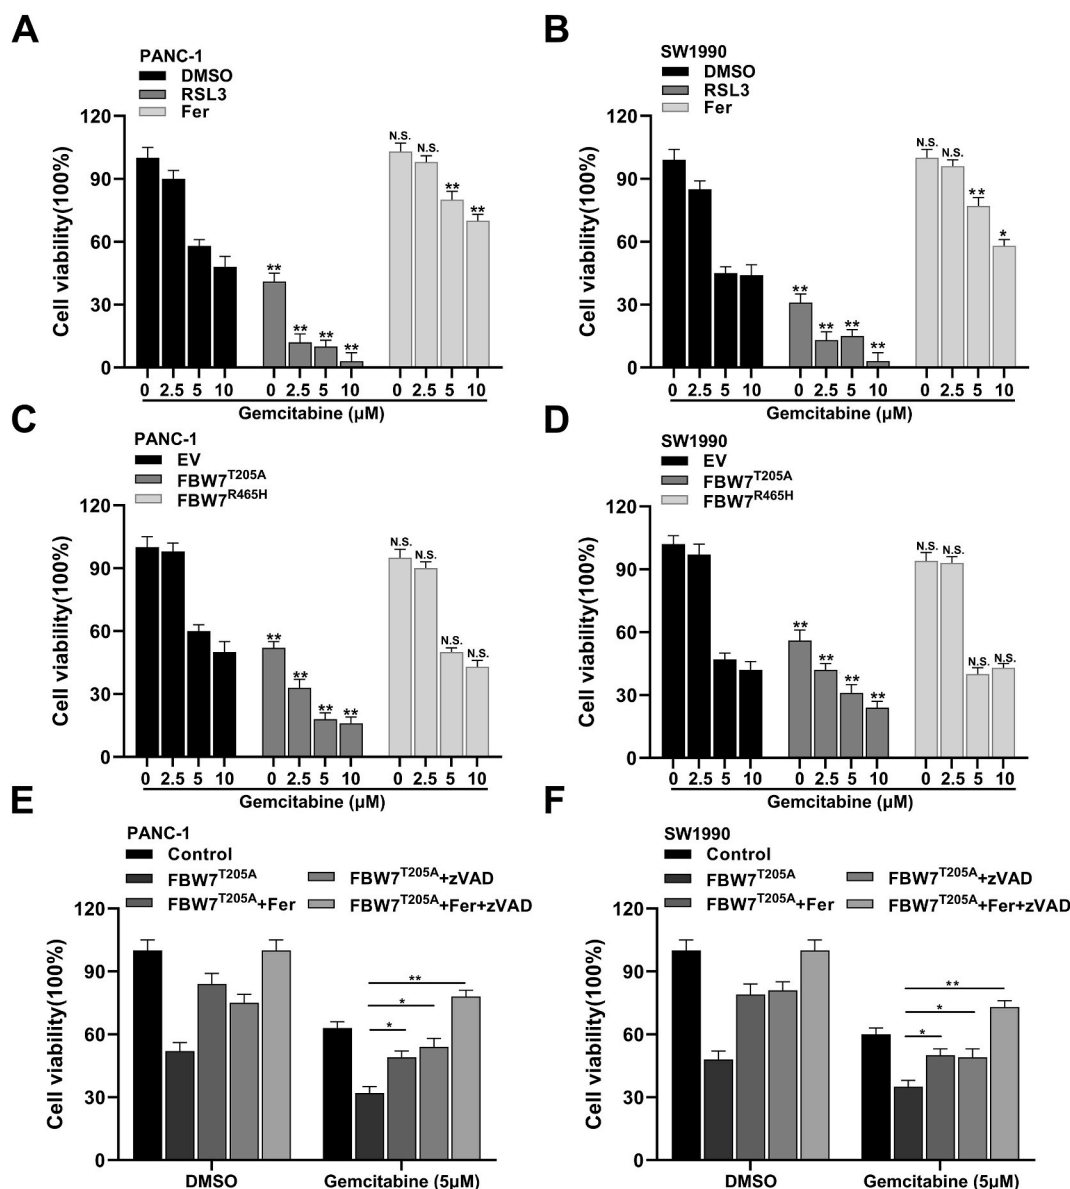 A
PANC-1
DMSO
RSL3
Fer
Cell viability(100%)
120
90
60
30
0
N.S.
N.S.
**
**
**
**
**
**
0 2.5 5 10 0 2.5 5 10 0 2.5 5 10
Gemcitabine (µM)
B
SW1990
DMSO
RSL3
Fer
Cell viability(100%)
120
90
60
30
0
N.S.
N.S.
**
*
**
**
**
**
0 2.5 5 10 0 2.5 5 10 0 2.5 5 10
Gemcitabine (µM)
C
PANC-1
EV
FBW7T205A
FBW7R465H
Cell viability(100%)
120
90
60
30
0
**
**
**
**
N.S.
N.S.
N.S.
N.S.
0 2.5 5 10 0 2.5 5 10 0 2.5 5 10
Gemcitabine (µM)
D
SW1990
EV
FBW7T205A
FBW7R465H
Cell viability(100%)
120
90
60
30
0
**
**
**
**
N.S.
N.S.
N.S.
N.S.
0 2.5 5 10 0 2.5 5 10 0 2.5 5 10
Gemcitabine (µM)
E
PANC-1
Control
FBW7T205A
FBW7T205A+Fer
FBW7T205A+zVAD
FBW7T205A+Fer+zVAD
Cell viability(100%)
120
90
60
30
0
**
*
*
DMSO
Gemcitabine (5µM)
F
SW1990
Control
FBW7T205A
FBW7T205A+Fer
FBW7T205A+zVAD
FBW7T205A+Fer+zVAD
Cell viability(100%)
120
90
60
30
0
**
*
*
DMSO
Gemcitabine (5µM)